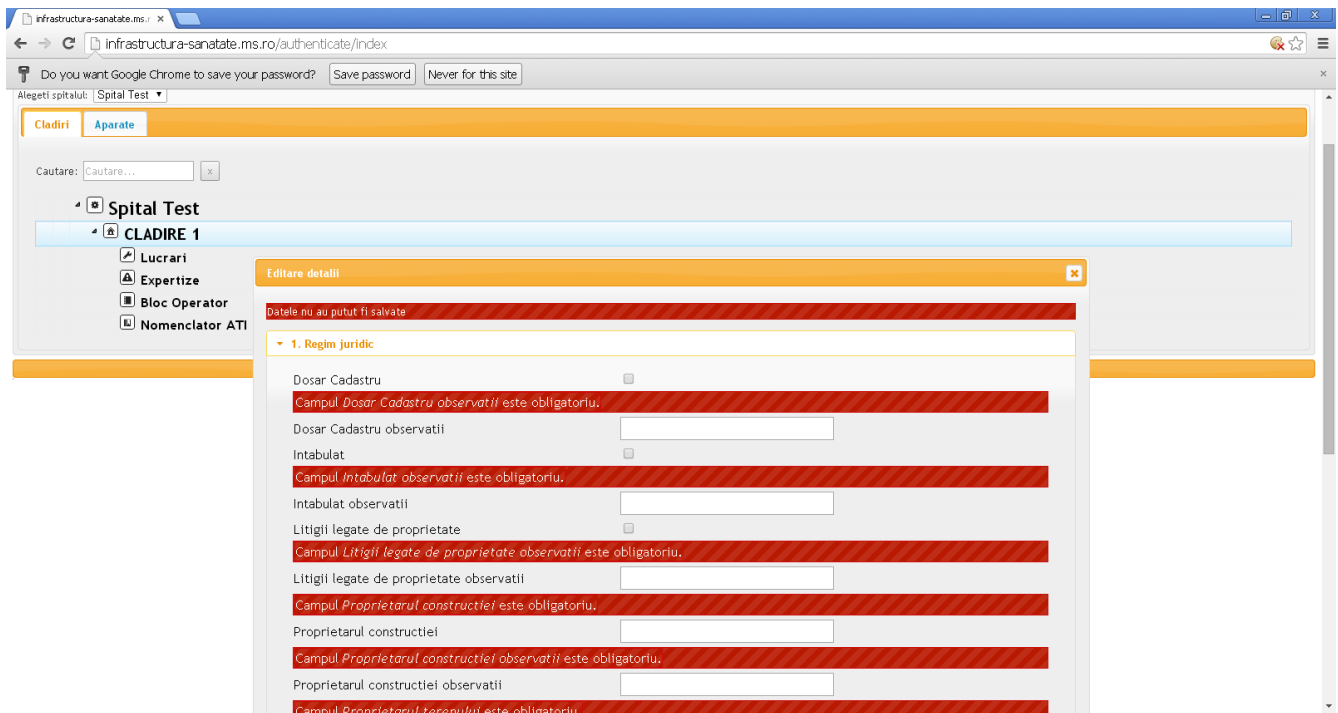 infrastructura-sanatate.ms.r
infrastructura-sanatate.ms.ro/authenticate/index
Do you want Google Chrome to save your password? Save password Never for this site
Alegeti spitalul: Spital Test
Cladiri Aparate
Cautare: Cautare... x
Spital Test
CLADIRE 1
Lucrari
Expertize
Bloc Operator
Nomenclator ATI
Editare detalii
Datele nu au putut fi salvate
1. Regim juridic
Dosar Cadastru
Campul Dosar Cadastru observatii este obligatoriu.
Dosar Cadastru observatii
Intabulat
Campul Intabulat observatii este obligatoriu.
Intabulat observatii
Litigii legate de proprietate
Campul Litigii legate de proprietate observatii este obligatoriu.
Litigii legate de proprietate observatii
Campul Proprietarul constructiei este obligatoriu.
Proprietarul constructiei
Campul Proprietarul constructiei observatii este obligatoriu.
Proprietarul constructiei observatii
Campul Proprietarul terenului este obligatoriu.